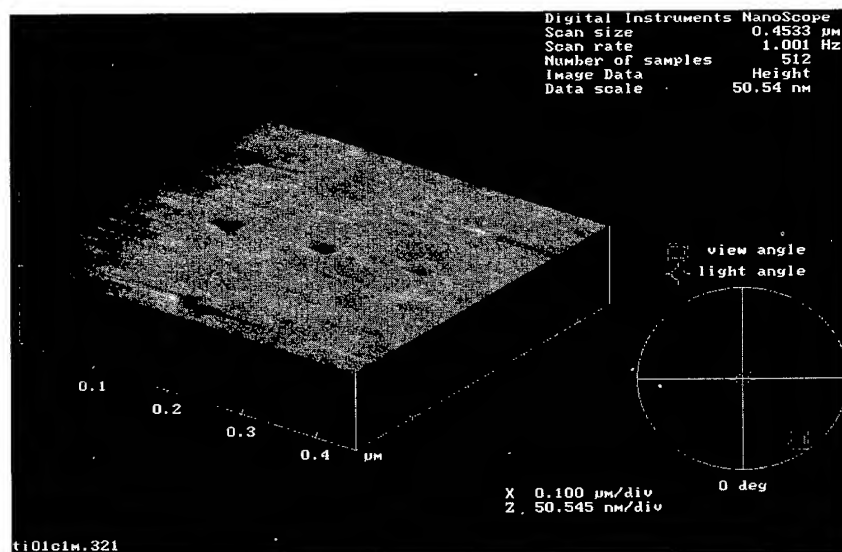 Digital Instruments NanoScope
Scan size 0.4533 µm
Scan rate 1.001 Hz
Number of samples 512
Image Data Height
Data scale 50.54 nm
view angle
light angle
0.1
0.2
0.3
0.4
µm
0 deg
X 0.100 µm/div
Z 50.545 nm/div
ti01c1m.321